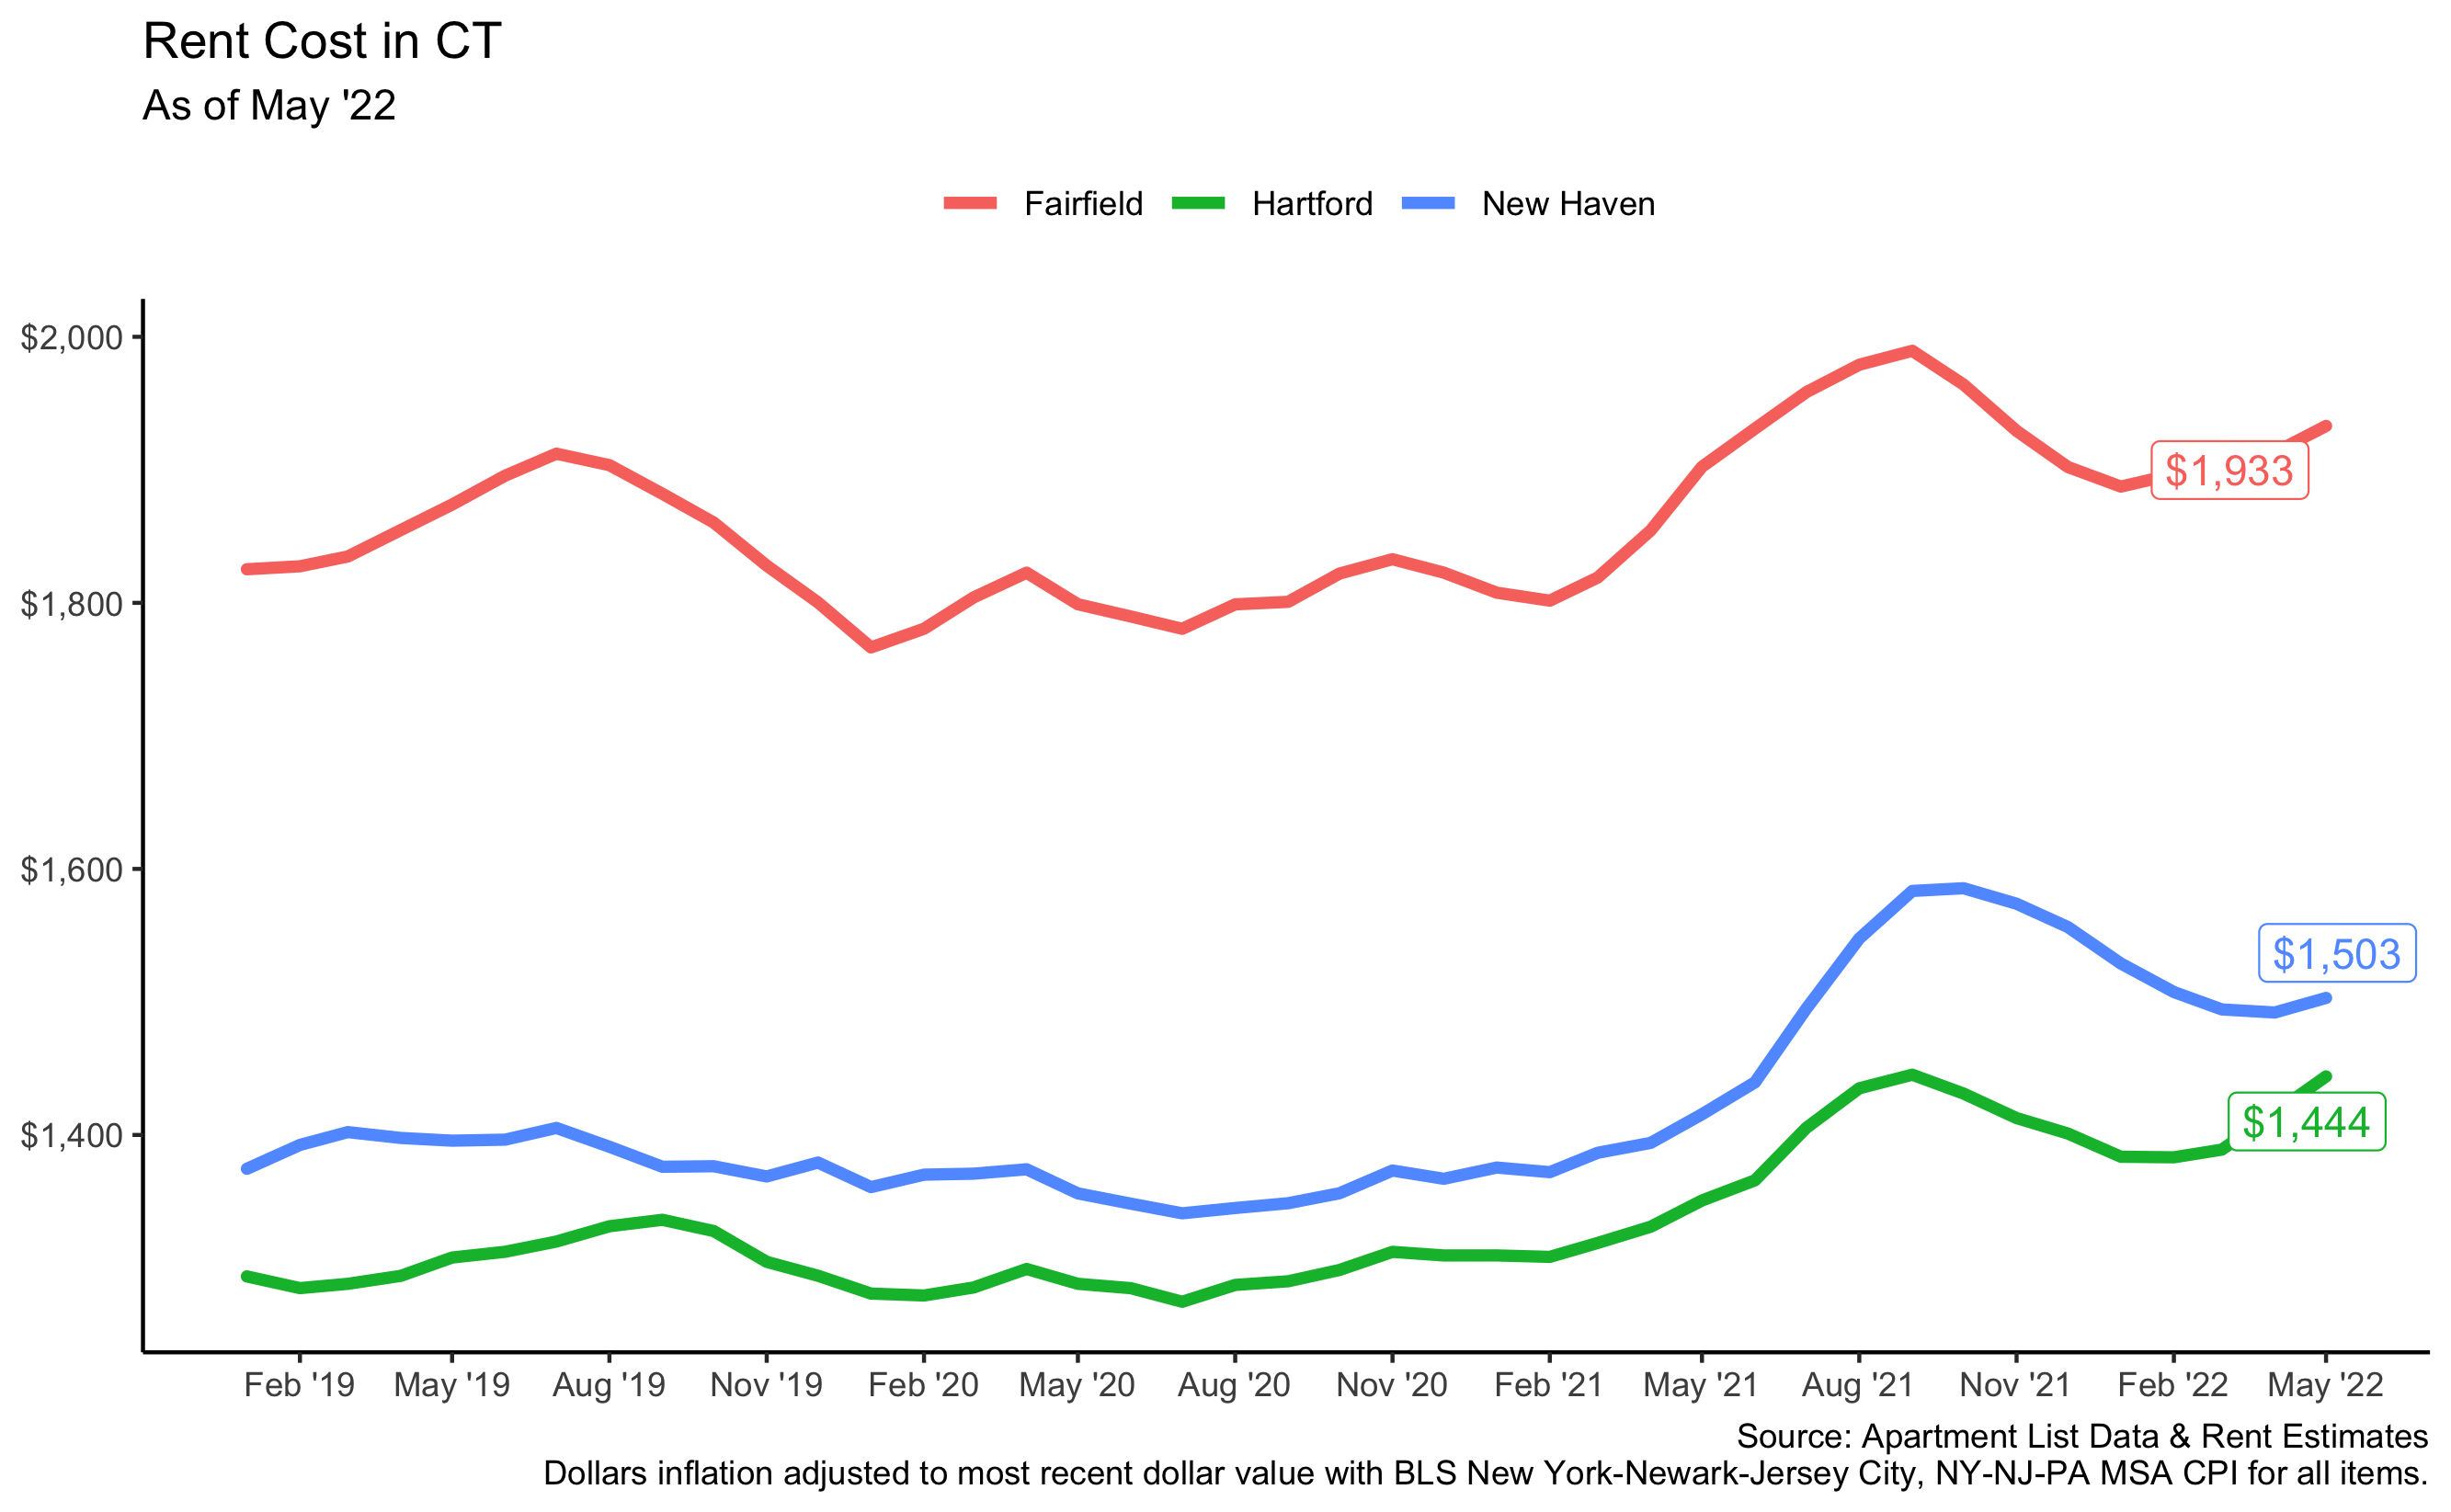 Rent Cost in CT
As of May '22
Fairfield Hartford New Haven
$2,000
$1,800
$1,600
$1,400
$1,933
$1,503
$1,444
Feb '19 May '19 Aug '19 Nov '19 Feb '20 May '20 Aug '20 Nov '20 Feb '21 May '21 Aug '21 Nov '21 Feb '22 May '22
Source: Apartment List Data & Rent Estimates
Dollars inflation adjusted to most recent dollar value with BLS New York-Newark-Jersey City, NY-NJ-PA MSA CPI for all items.